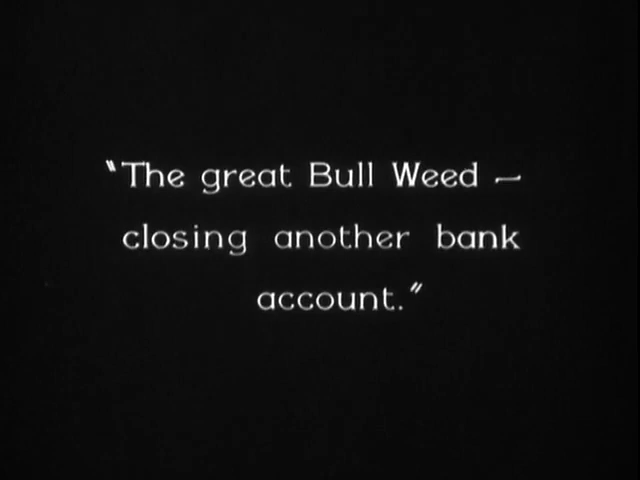 "The great Bull Weed —
closing another bank
account."